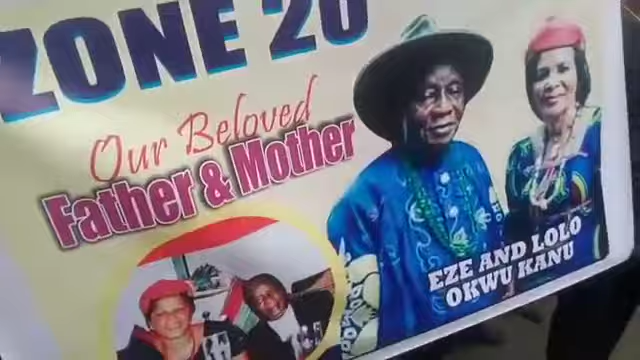 ZONE 20
Our Beloved
Father & Mother
EZE AND LOLO
OKWU KANU